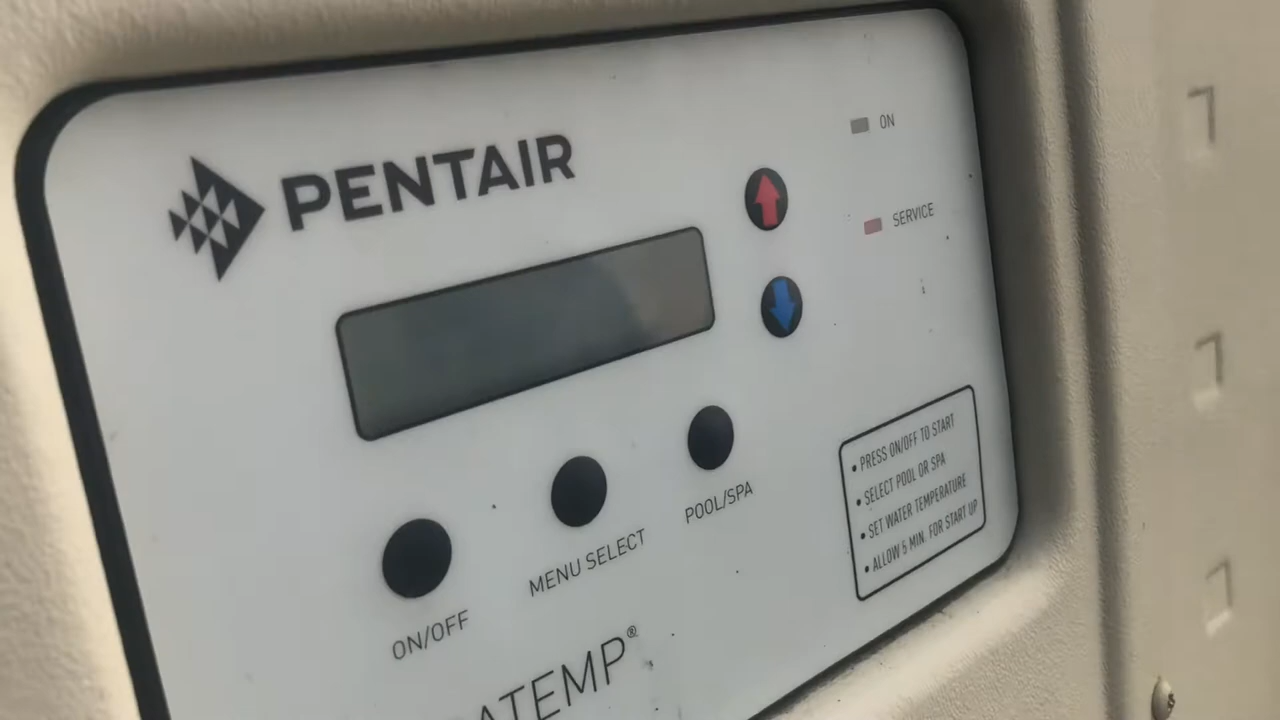 PENTAIR
ON
SERVICE
ON/OFF
MENU SELECT
POOL/SPA
• PRESS ON/OFF TO START
• SELECT POOL OR SPA
• SET WATER TEMPERATURE
• ALLOW 5 MIN. FOR START UP
ATEMP®